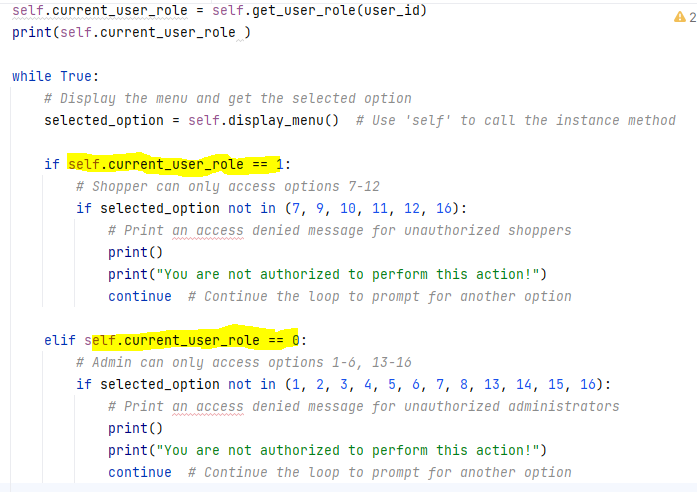 self.current_user_role = self.get_user_role(user_id)
2
print(self.current_user_role )
while True:
# Display the menu and get the selected option
selected_option = self.display_menu()  # Use 'self' to call the instance method
if self.current_user_role == 1:
# Shopper can only access options 7-12
if selected_option not in (7, 9, 10, 11, 12, 16):
# Print an access denied message for unauthorized shoppers
print()
print("You are not authorized to perform this action!")
continue  # Continue the loop to prompt for another option
elif self.current_user_role == 0:
# Admin can only access options 1-6, 13-16
if selected_option not in (1, 2, 3, 4, 5, 6, 7, 8, 13, 14, 15, 16):
# Print an access denied message for unauthorized administrators
print()
print("You are not authorized to perform this action!")
continue  # Continue the loop to prompt for another option